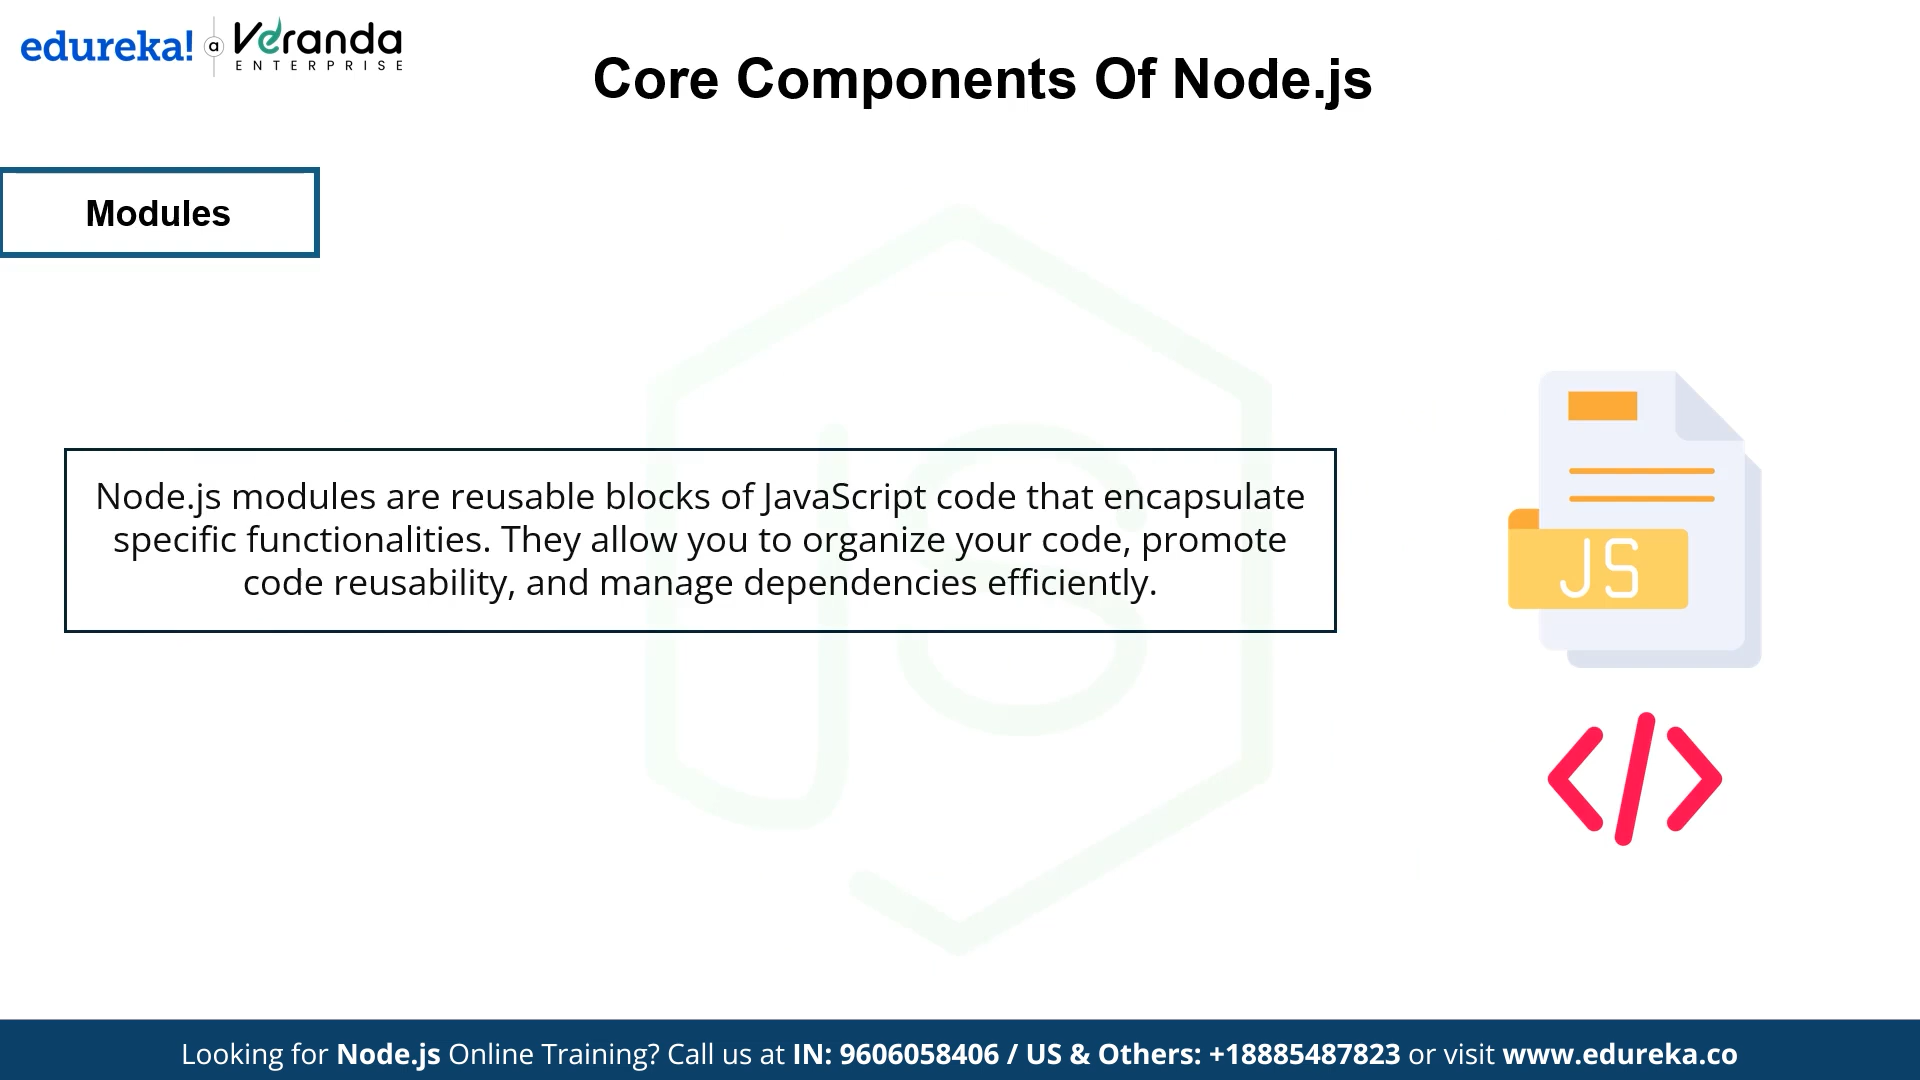 edureka! a Veranda
ENTERPRISE
Core Components Of Node.js
Modules
Node.js modules are reusable blocks of JavaScript code that encapsulate
specific functionalities. They allow you to organize your code, promote
code reusability, and manage dependencies efficiently.
JS
</>
Looking for Node.js Online Training? Call us at IN: 9606058406 / US & Others: +18885487823 or visit www.edureka.co